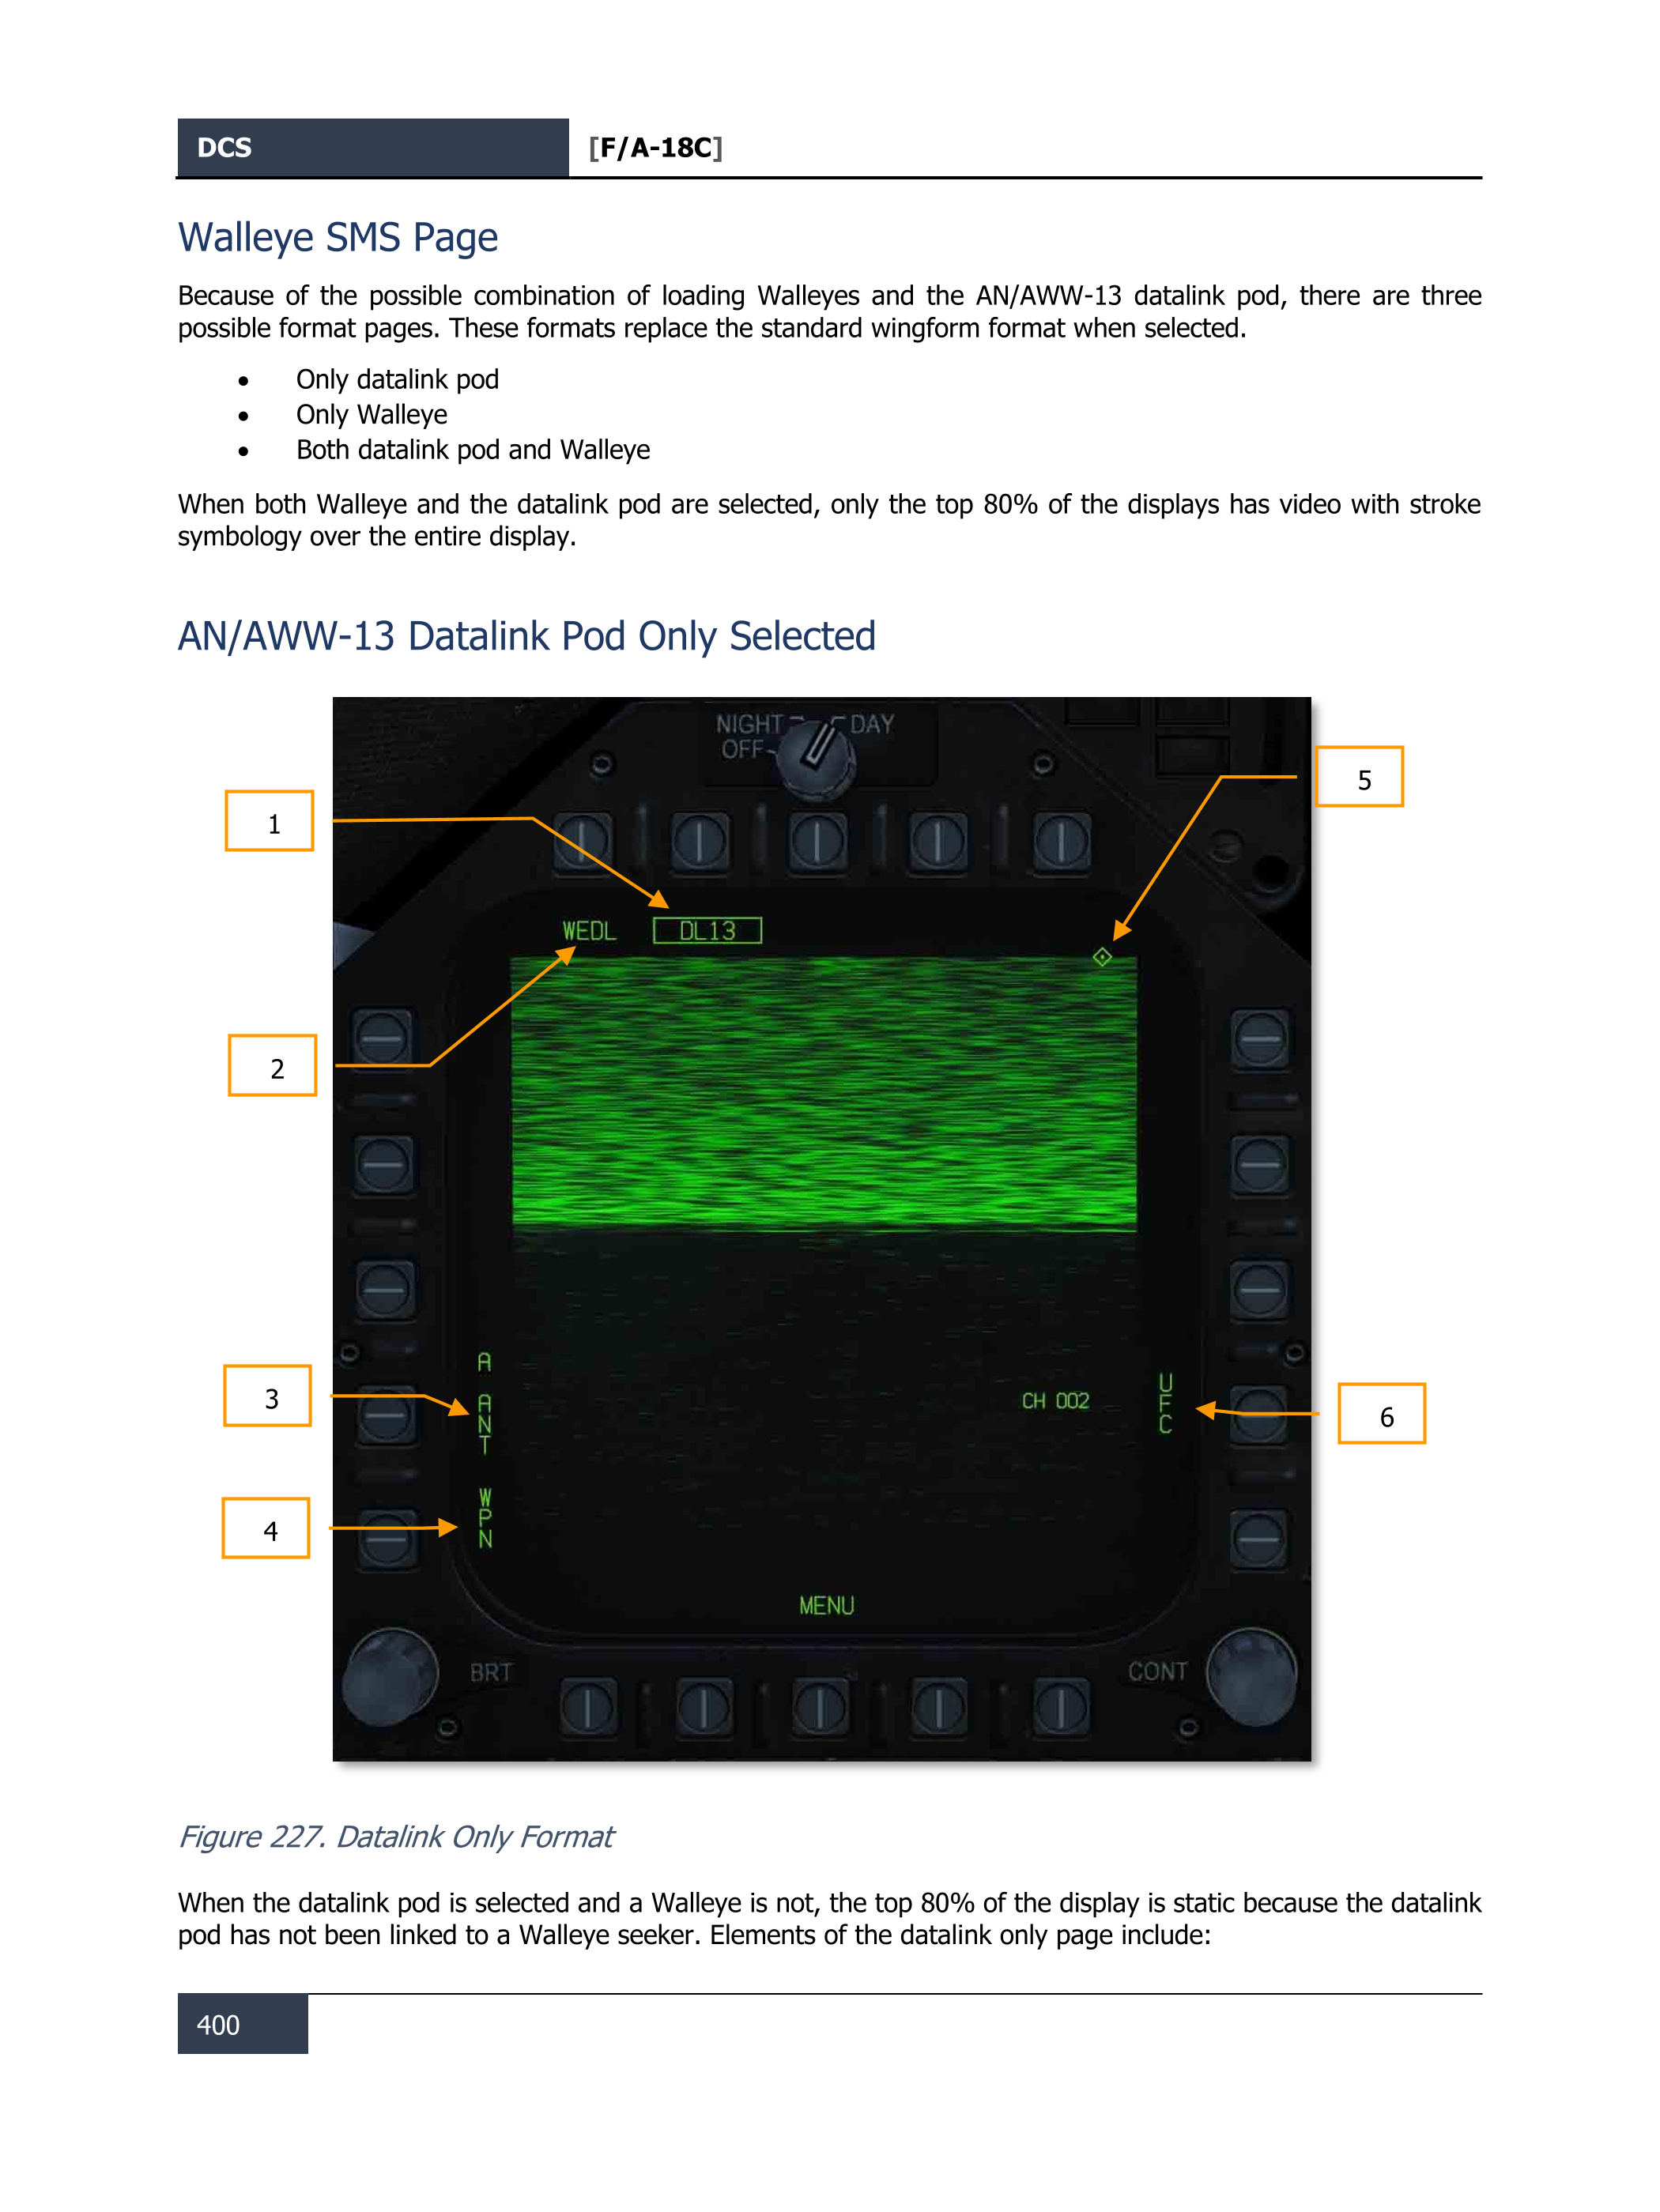 DCS [F/A-18C]
Walleye SMS Page
Because of the possible combination of loading Walleyes and the AN/AWW-13 datalink pod, there are three
possible format pages. These formats replace the standard wingform format when selected.
• Only datalink pod
• Only Walleye
• Both datalink pod and Walleye
When both Walleye and the datalink pod are selected, only the top 80% of the displays has video with stroke
symbology over the entire display.
AN/AWW-13 Datalink Pod Only Selected
NIGHT DAY
OFF
5
1
WEDL DL13
2
A
ANT
3
CH 002
UFC
6
WPN
4
MENU
BRT CONT
Figure 227. Datalink Only Format
When the datalink pod is selected and a Walleye is not, the top 80% of the display is static because the datalink
pod has not been linked to a Walleye seeker. Elements of the datalink only page include:
400